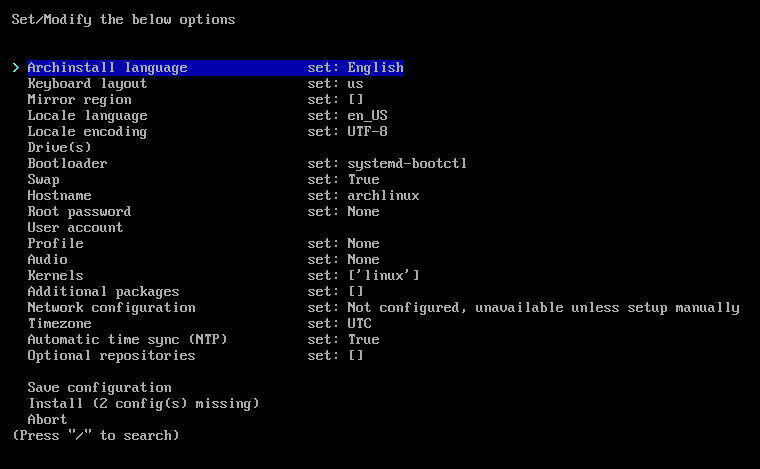 Set/Modify the below options
> Archinstall language set: English
Keyboard layout set: us
Mirror region set: []
Locale language set: en_US
Locale encoding set: UTF-8
Drive(s)
Bootloader set: systemd-bootctl
Swap set: True
Hostname set: archlinux
Root password set: None
User account
Profile set: None
Audio set: None
Kernels set: ['linux']
Additional packages set: []
Network configuration set: Not configured, unavailable unless setup manually
Timezone set: UTC
Automatic time sync (NTP) set: True
Optional repositories set: []
Save configuration
Install (2 config(s) missing)
Abort
(Press "/" to search)